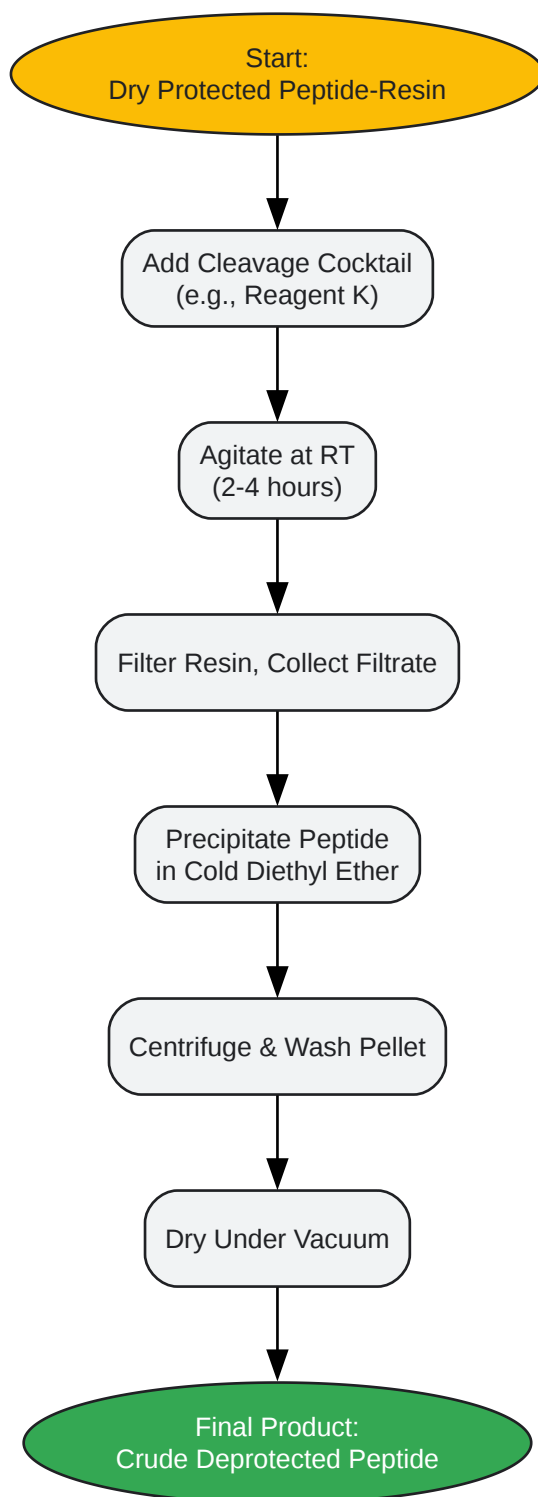 Start:
Dry Protected Peptide-Resin
Add Cleavage Cocktail
(e.g., Reagent K)
Agitate at RT
(2-4 hours)
Filter Resin, Collect Filtrate
Precipitate Peptide
in Cold Diethyl Ether
Centrifuge & Wash Pellet
Dry Under Vacuum
Final Product:
Crude Deprotected Peptide